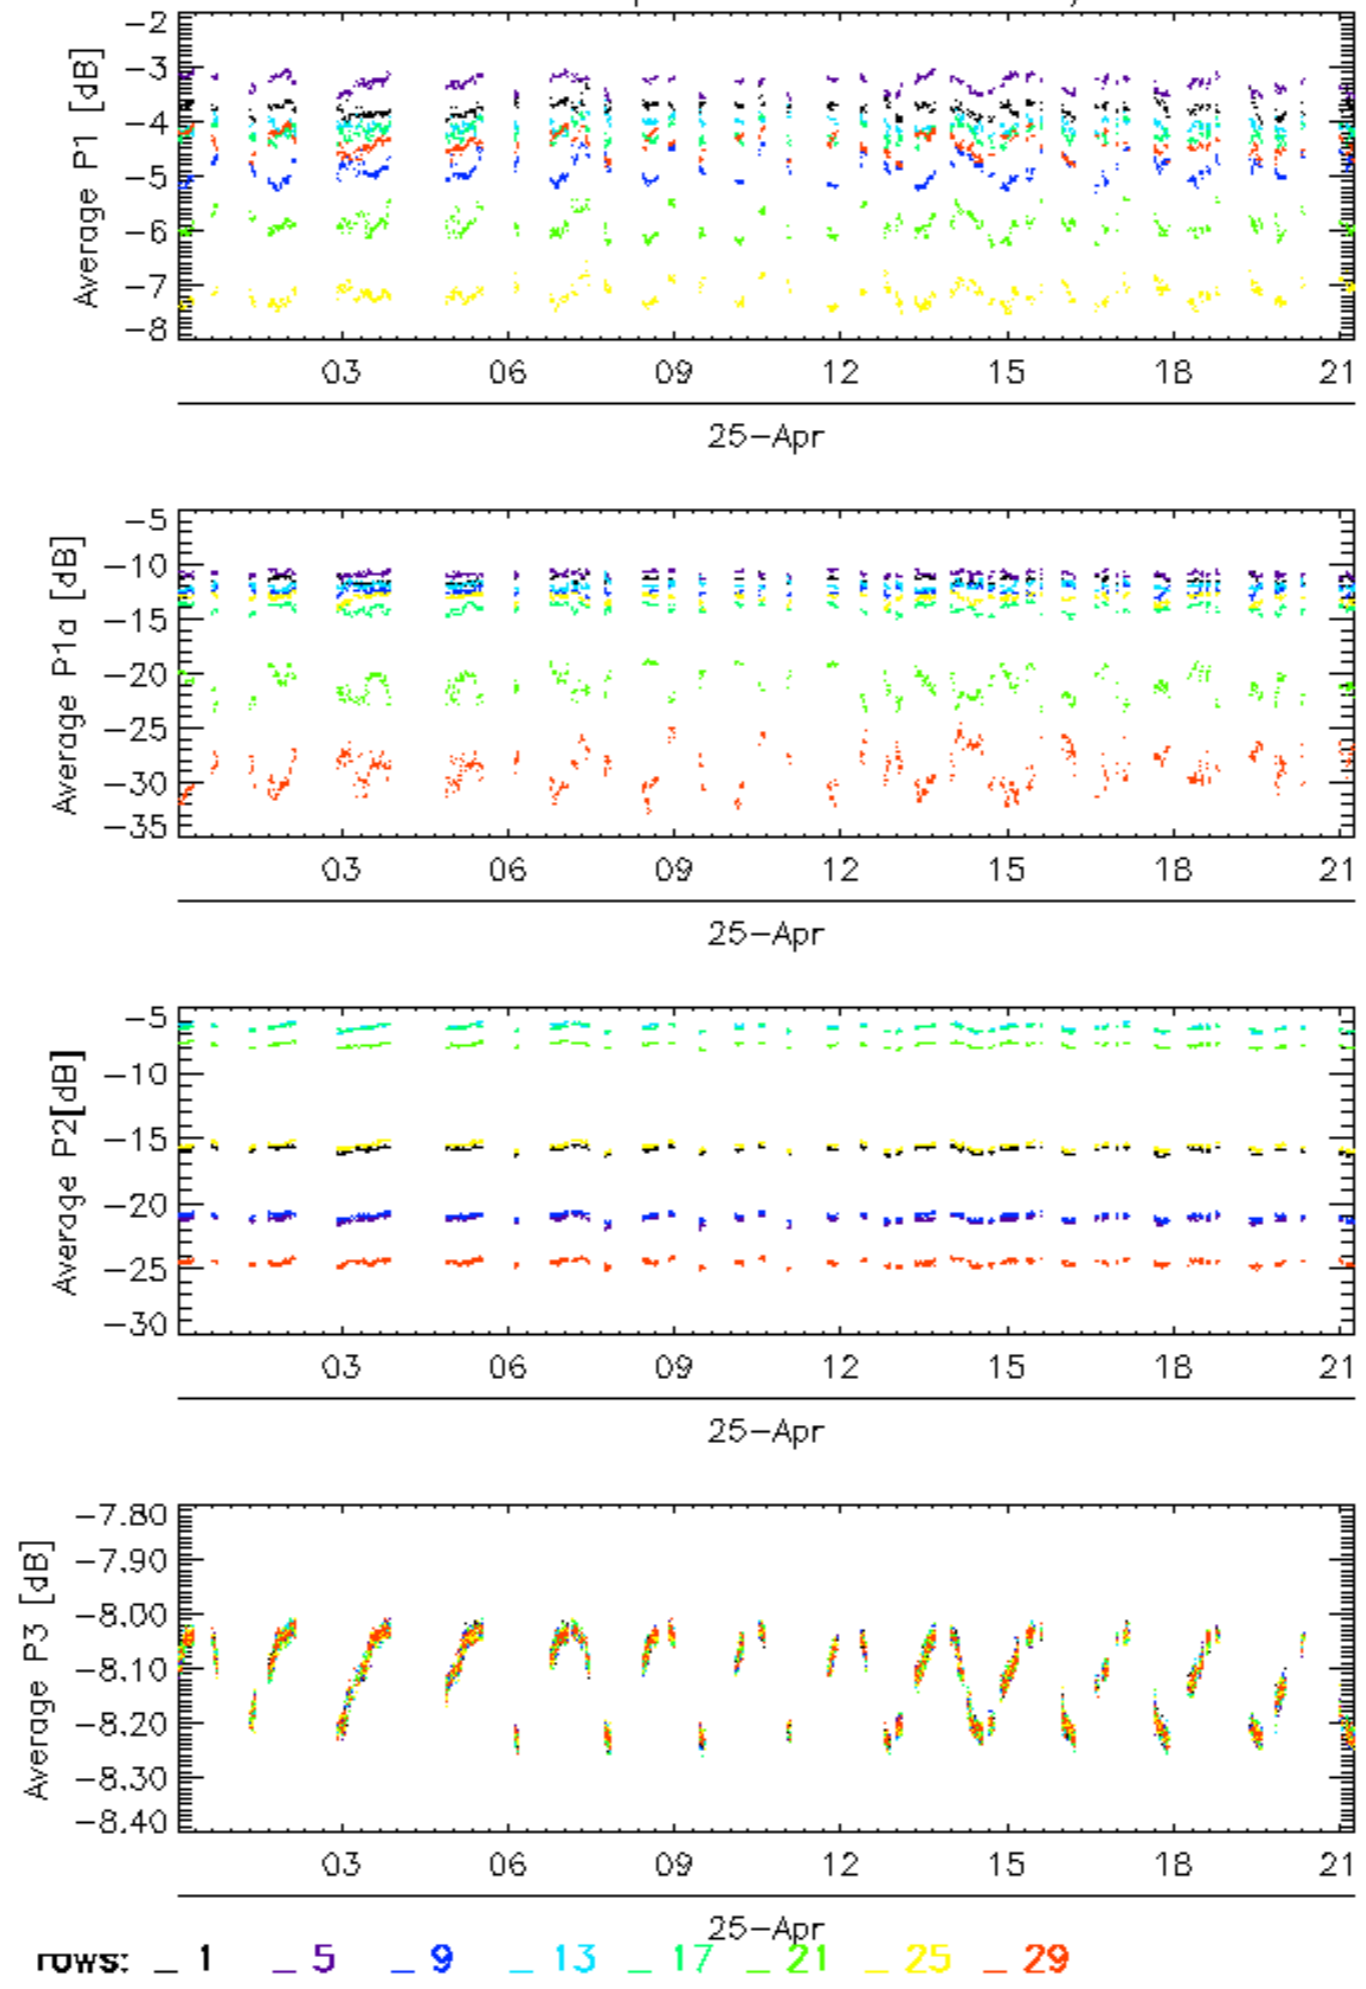 -2
-3
-4
-5
-6
-7
-8
Average P1 [dB]
03 06 09 12 15 18 21
25-Apr
-5
-10
-15
-20
-25
-30
-35
Average P1a [dB]
03 06 09 12 15 18 21
25-Apr
-5
-10
-15
-20
-25
-30
Average P2[dB]
03 06 09 12 15 18 21
25-Apr
-7.80
-7.90
-8.00
-8.10
-8.20
-8.30
-8.40
Average P3 [dB]
03 06 09 12 15 18 21
25-Apr
rows: _ 1 _ 5 _ 9 _ 13 _ 17 _ 21 _ 25 _ 29